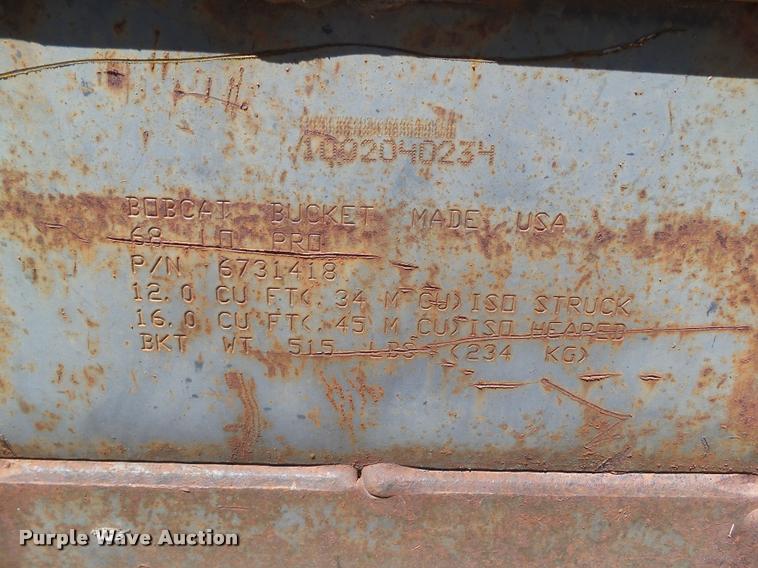 1002040234
BOBCAT BUCKET MADE USA
68 LO PRO
P/N 6731418
12.0 CU FT(.34 M CU)ISO STRUCK
16.0 CU FT(.45 M CU)ISO HEAPED
BKT WT 515 LBS (234 KG)
Purple Wave Auction